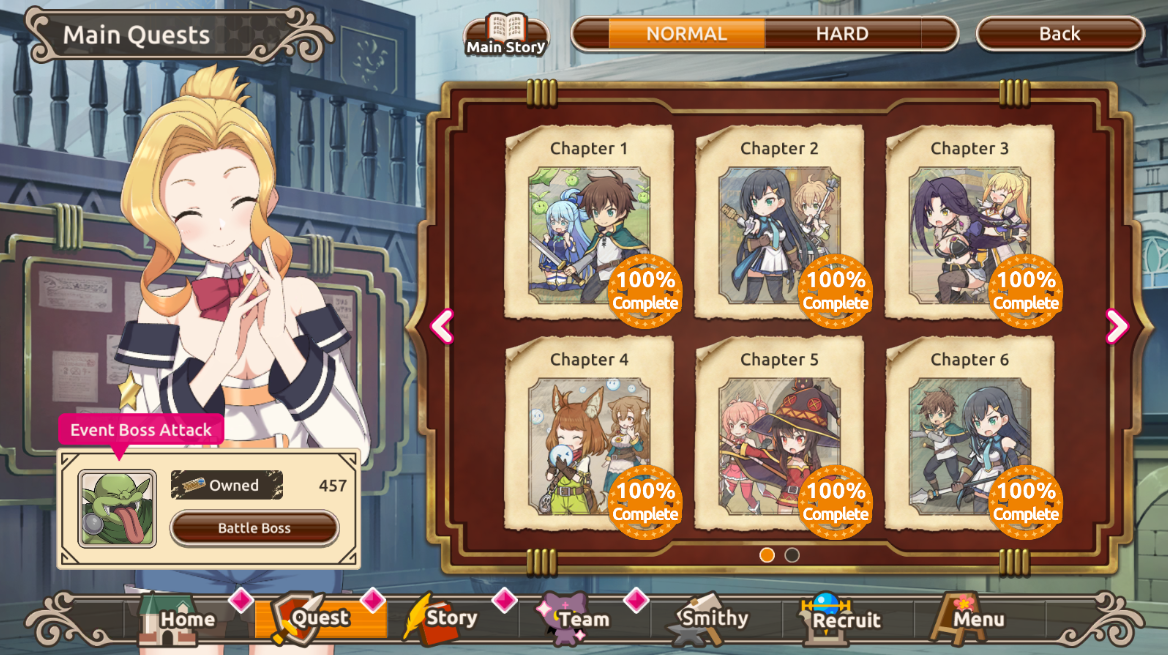 Main Quests
Main Story
NORMAL
HARD
Back
Chapter 1
100%
Complete
Chapter 2
100%
Complete
Chapter 3
100%
Complete
Chapter 4
100%
Complete
Chapter 5
100%
Complete
Chapter 6
100%
Complete
Event Boss Attack
Owned
457
Battle Boss
Home
Quest
Story
Team
Smithy
Recruit
Menu